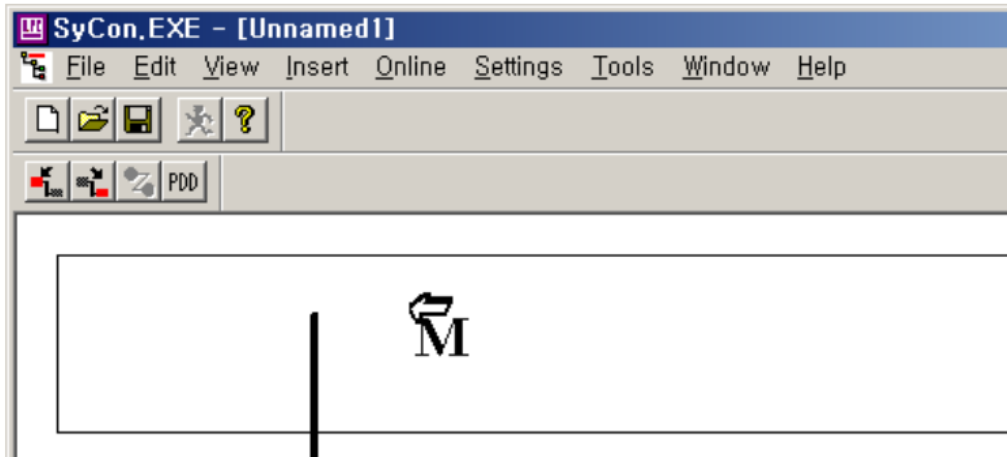 SyCon.EXE - [Unnamed1]
File Edit View Insert Online Settings Tools Window Help
PDD
M